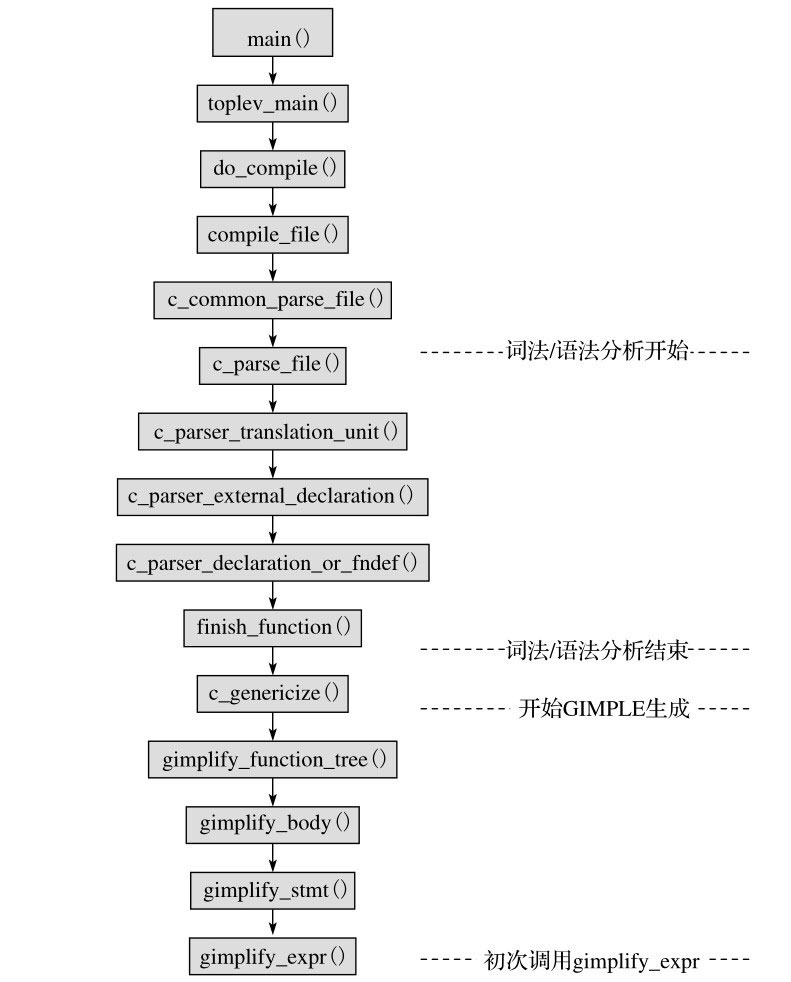 main()
toplev_main()
do_compile()
compile_file()
c_common_parse_file()
词法/语法分析开始
c_parse_file()
c_parser_translation_unit()
c_parser_external_declaration()
c_parser_declaration_or_fndef()
finish_function()
词法/语法分析结束
c_genericize()
开始GIMPLE生成
gimplify_function_tree()
gimplify_body()
gimplify_stmt()
gimplify_expr()
初次调用gimplify_expr